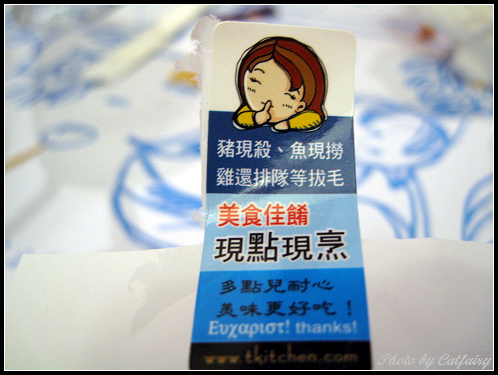 豬現殺、魚現撈
雞還排隊等拔毛
美食佳餚
現點現烹
多點兒耐心
美味更好吃！
Ευχαριστ! thanks!
www.tkitchen.com
Photo by Catfairy